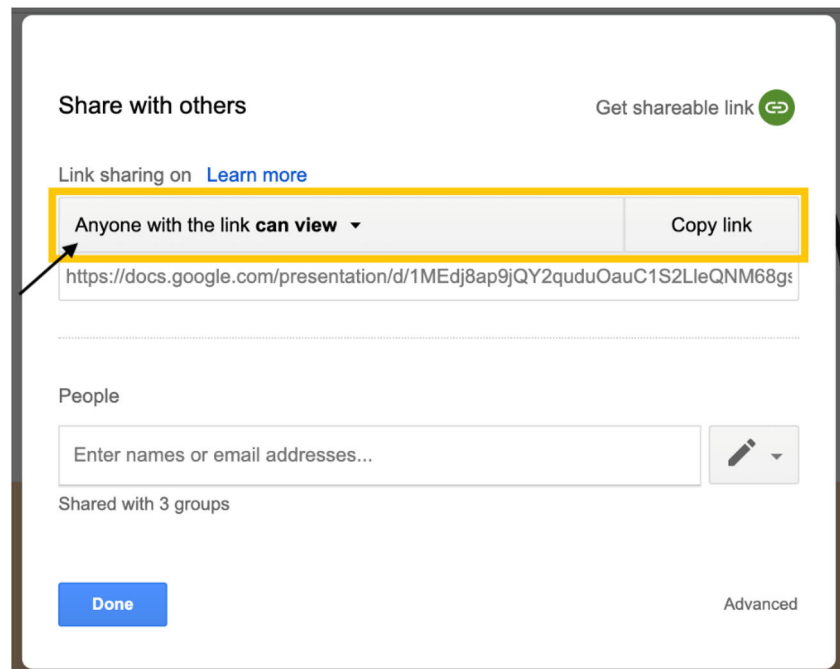 Share with others
Get shareable link
Link sharing on Learn more
Anyone with the link can view
Copy link
https://docs.google.com/presentation/d/1MEdj8ap9jQY2quduOauC1S2LleQNM68gs
People
Enter names or email addresses...
Shared with 3 groups
Done
Advanced